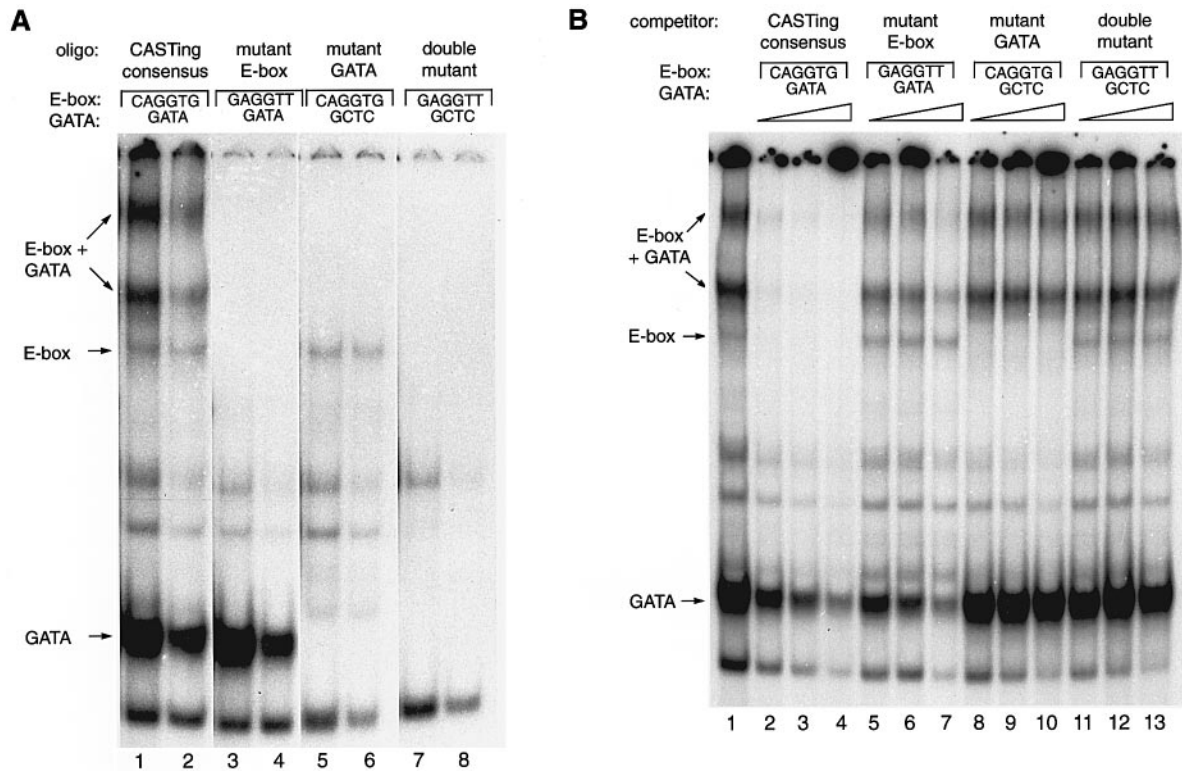 A
oligo: CASTing consensus mutant E-box mutant GATA double mutant
E-box: CAGGTG GAGGTT CAGGTG GAGGTT
GATA: GATA GATA GCTC GCTC
E-box +
GATA
E-box
GATA
1 2 3 4 5 6 7 8
B
competitor: CASTing consensus mutant E-box mutant GATA double mutant
E-box: CAGGTG GAGGTT CAGGTG GAGGTT
GATA: GATA GATA GCTC GCTC
E-box
+ GATA
E-box
GATA
1 2 3 4 5 6 7 8 9 10 11 12 13